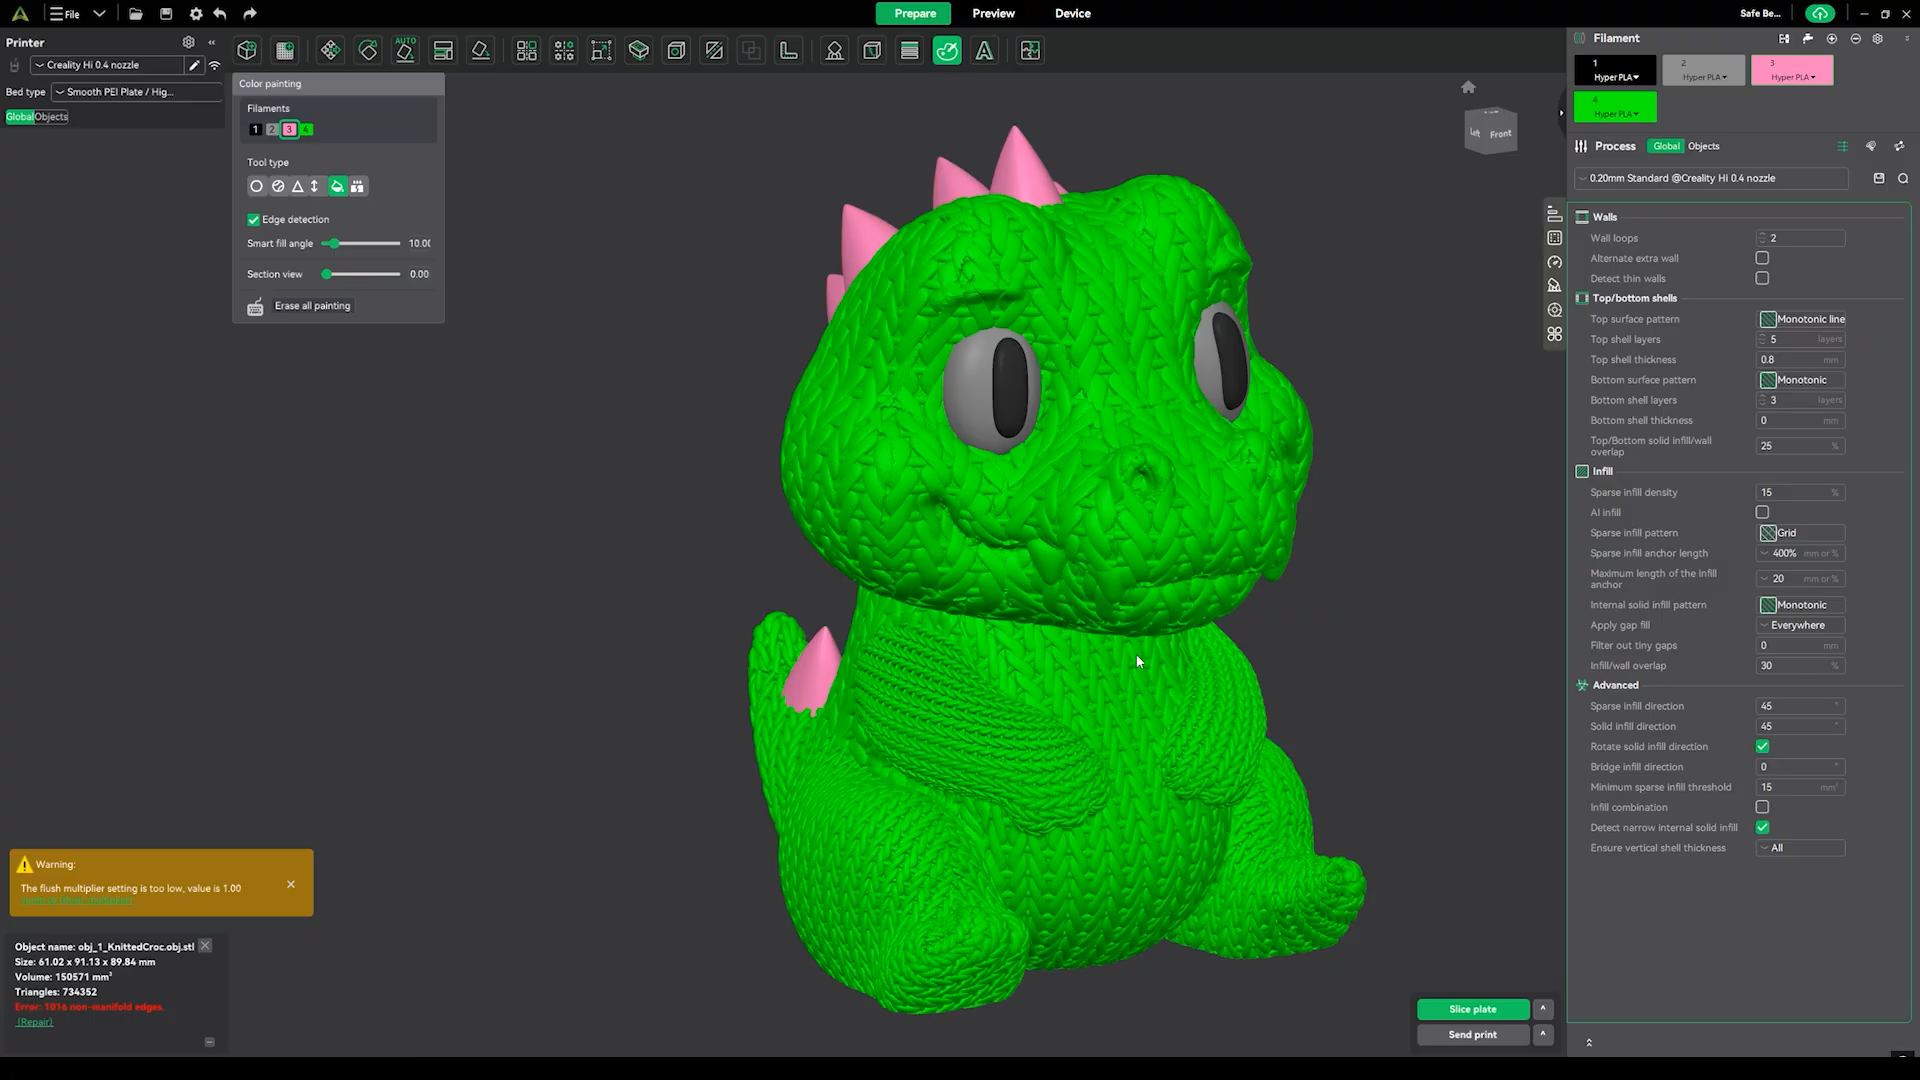 File
Prepare
Preview
Device
Safe Be...
Printer
Creality Hi 0.4 nozzle
Bed type
Smooth PEI Plate / Hig...
Global Objects
AUTO
Color painting
Filaments
1 2 3 4
Tool type
Edge detection
Smart fill angle 10.00
Section view 0.00
Erase all painting
Left Front
Filament
1 Hyper PLA
2 Hyper PLA
3 Hyper PLA
4 Hyper PLA
Process Global Objects
0.20mm Standard @Creality Hi 0.4 nozzle
Walls
Wall loops 2
Alternate extra wall
Detect thin walls
Top/bottom shells
Top surface pattern Monotonic line
Top shell layers 5 layers
Top shell thickness 0.8 mm
Bottom surface pattern Monotonic
Bottom shell layers 3 layers
Bottom shell thickness 0 mm
Top/Bottom solid infill/wall
overlap 25 %
Infill
Sparse infill density 15 %
AI infill
Sparse infill pattern Grid
Sparse infill anchor length 400% mm or %
Maximum length of the infill
anchor 20 mm or %
Internal solid infill pattern Monotonic
Apply gap fill Everywhere
Filter out tiny gaps 0 mm
Infill/wall overlap 30 %
Advanced
Sparse infill direction 45 °
Solid infill direction 45 °
Rotate solid infill direction
Bridge infill direction 0 °
Minimum sparse infill threshold 15 mm²
Infill combination
Detect narrow internal solid infill
Ensure vertical shell thickness All
Warning:
The flush multiplier setting is too low, value is 1.00
Jump to [flush multiplier]
Object name: obj_1_KnittedCroc.obj.stl
Size: 61.02 x 91.13 x 89.84 mm
Volume: 150571 mm³
Triangles: 734352
Error: 1016 non-manifold edges.
(Repair)
Slice plate
Send print